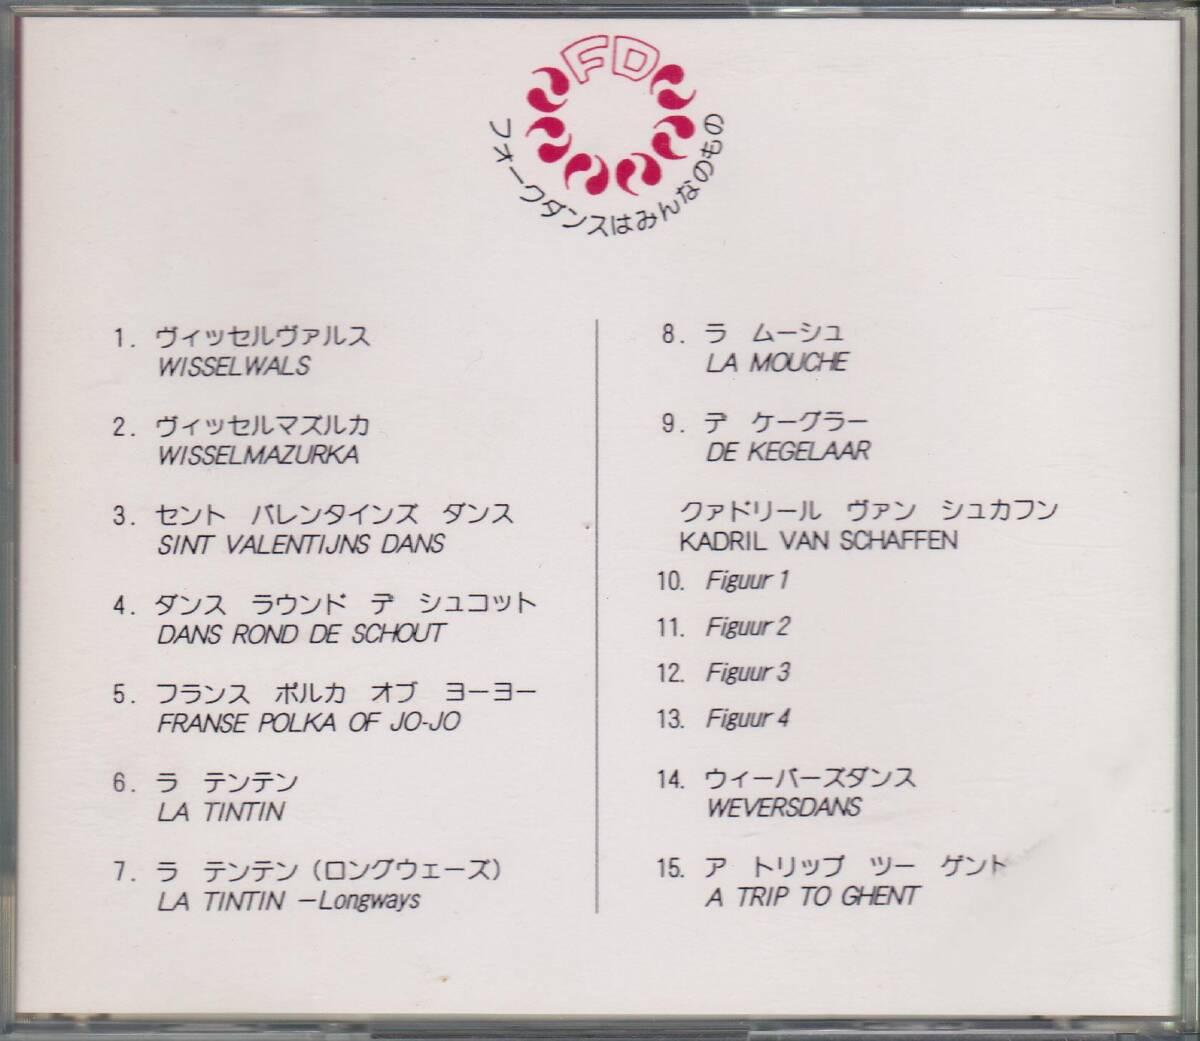 FD
フォークダンスはみんなのもの
1. ヴィッセルヴァルス
WISSELWALS
2. ヴィッセルマズルカ
WISSELMAZURKA
3. セント バレンタインズ ダンス
SINT VALENTIJNS DANS
4. ダンス ラウンド デ シュコット
DANS ROND DE SCHOUT
5. フランス ポルカ オブ ヨーヨー
FRANSE POLKA OF JO-JO
6. ラ テンテン
LA TINTIN
7. ラ テンテン（ロングウェーズ）
LA TINTIN －Longways
8. ラ ムーシュ
LA MOUCHE
9. デ ケーグラー
DE KEGELAAR
クァドリール ヴァン シュカフン
KADRIL VAN SCHAFFEN
10. Figuur 1
11. Figuur 2
12. Figuur 3
13. Figuur 4
14. ウィーバーズダンス
WEVERSDANS
15. ア トリップ ツー ゲント
A TRIP TO GHENT